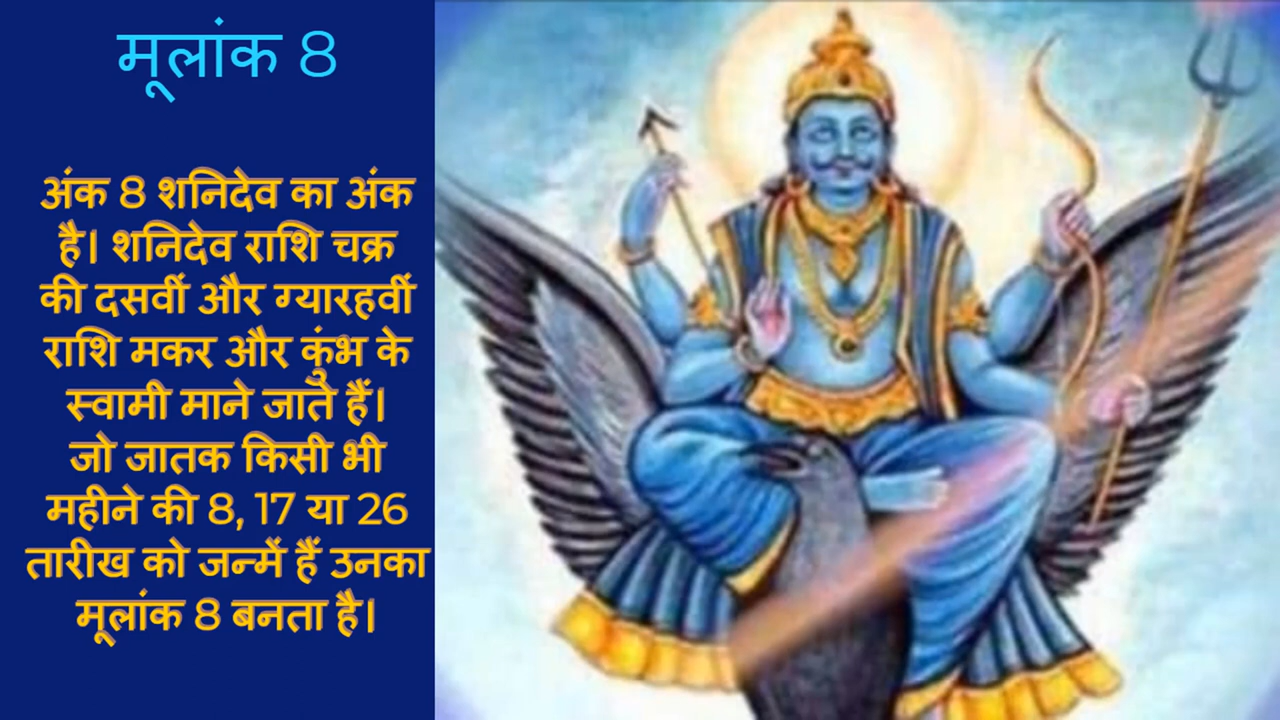 मूलांक 8
अंक 8 शनिदेव का अंक
है। शनिदेव राशि चक्र
की दसवीं और ग्यारहवीं
राशि मकर और कुंभ के
स्वामी माने जाते हैं।
जो जातक किसी भी
महीने की 8, 17 या 26
तारीख को जन्में हैं उनका
मूलांक 8 बनता है।